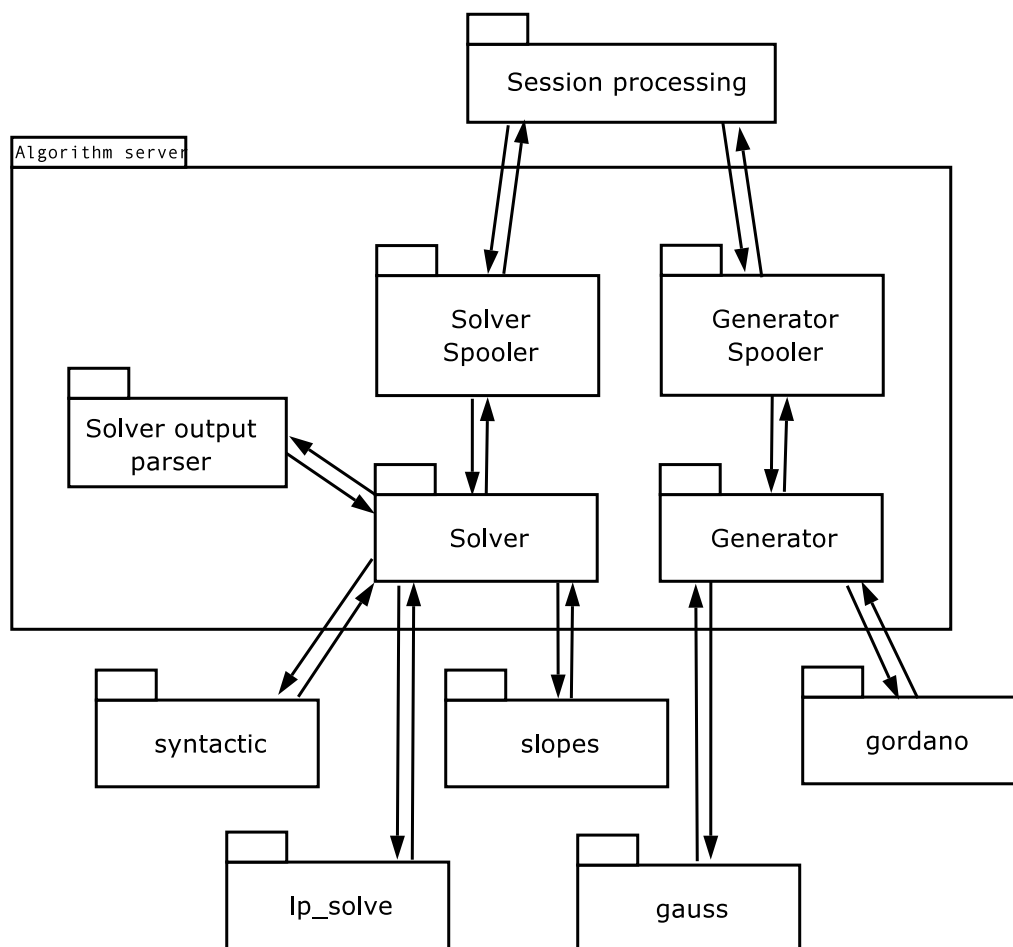 Session processing
Algorithm server
Solver
Spooler
Generator
Spooler
Solver output
parser
Solver
Generator
syntactic
slopes
gordano
lp_solve
gauss